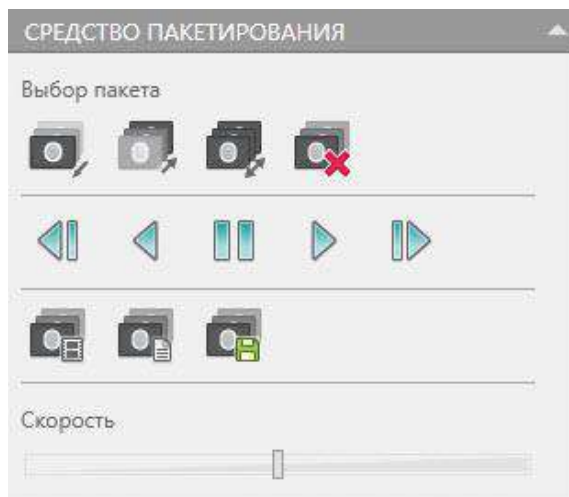 СРЕДСТВО ПАКЕТИРОВАНИЯ
Выбор пакета
Скорость